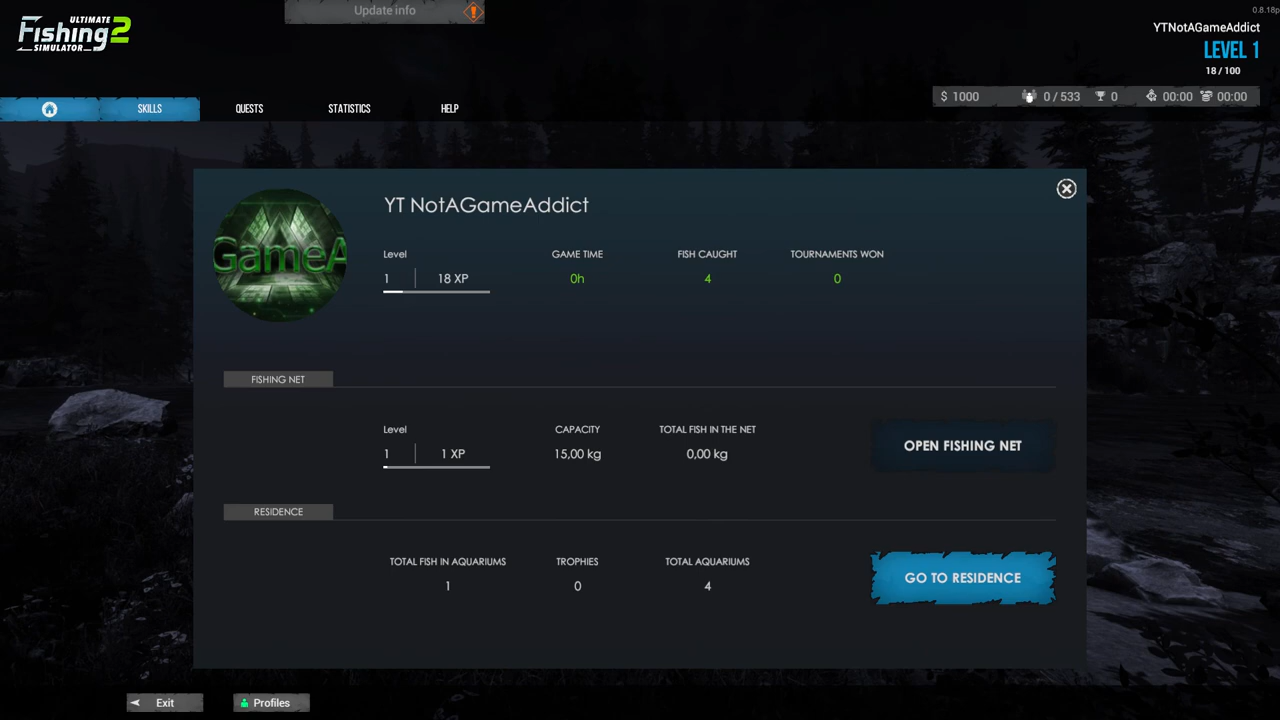 Update info
0.8.18p
ULTIMATE
Fishing 2
SIMULATOR
YTNotAGameAddict
LEVEL 1
18 / 100
SKILLS
QUESTS
STATISTICS
HELP
$ 1000
0 / 533
0
00:00
00:00
YT NotAGameAddict
GameA
Level
GAME TIME
FISH CAUGHT
TOURNAMENTS WON
1
18 XP
0h
4
0
FISHING NET
Level
CAPACITY
TOTAL FISH IN THE NET
1
1 XP
15,00 kg
0,00 kg
OPEN FISHING NET
RESIDENCE
TOTAL FISH IN AQUARIUMS
TROPHIES
TOTAL AQUARIUMS
1
0
4
GO TO RESIDENCE
Exit
Profiles